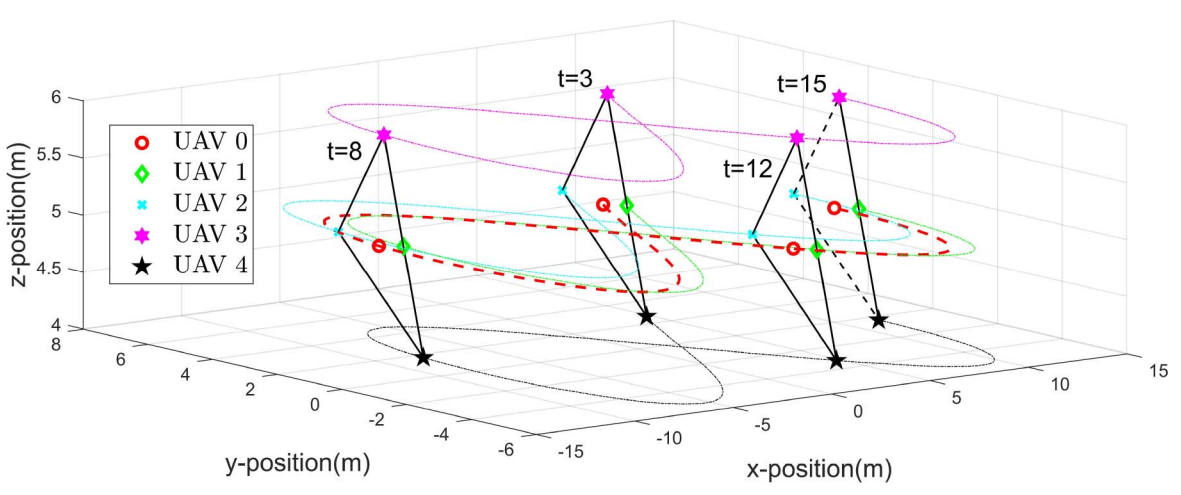 t=3
t=15
6
5.5
5
4.5
4
z-position(m)
UAV 0
UAV 1
UAV 2
UAV 3
UAV 4
t=8
t=12
8
6
4
2
0
-2
-4
-6
y-position(m)
-15
-10
-5
0
5
10
15
x-position(m)